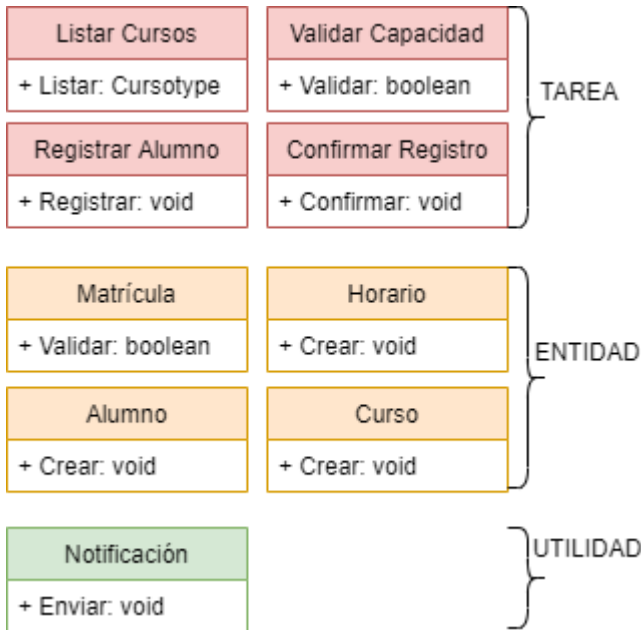 Listar Cursos
+ Listar: Cursotype
Validar Capacidad
+ Validar: boolean
Registrar Alumno
+ Registrar: void
Confirmar Registro
+ Confirmar: void
TAREA
Matrícula
+ Validar: boolean
Horario
+ Crear: void
Alumno
+ Crear: void
Curso
+ Crear: void
ENTIDAD
Notificación
+ Enviar: void
UTILIDAD